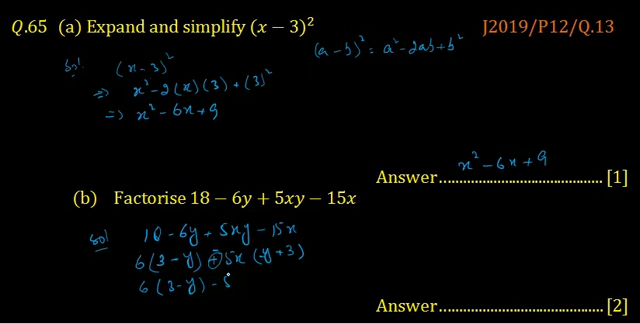 Q.65 (a) Expand and simplify (x − 3)² J2019/P12/Q.13
Sol (x − 3)² (a − b)² = a² − 2ab + b²
⇒ x² − 2(x)(3) + (3)²
⇒ x² − 6x + 9
Answer x² − 6x + 9 [1]
(b) Factorise 18 − 6y + 5xy − 15x
Sol 18 − 6y + 5xy − 15x
6(3 − y) 5x(-y + 3)
6(3 − y) − 5
Answer [2]